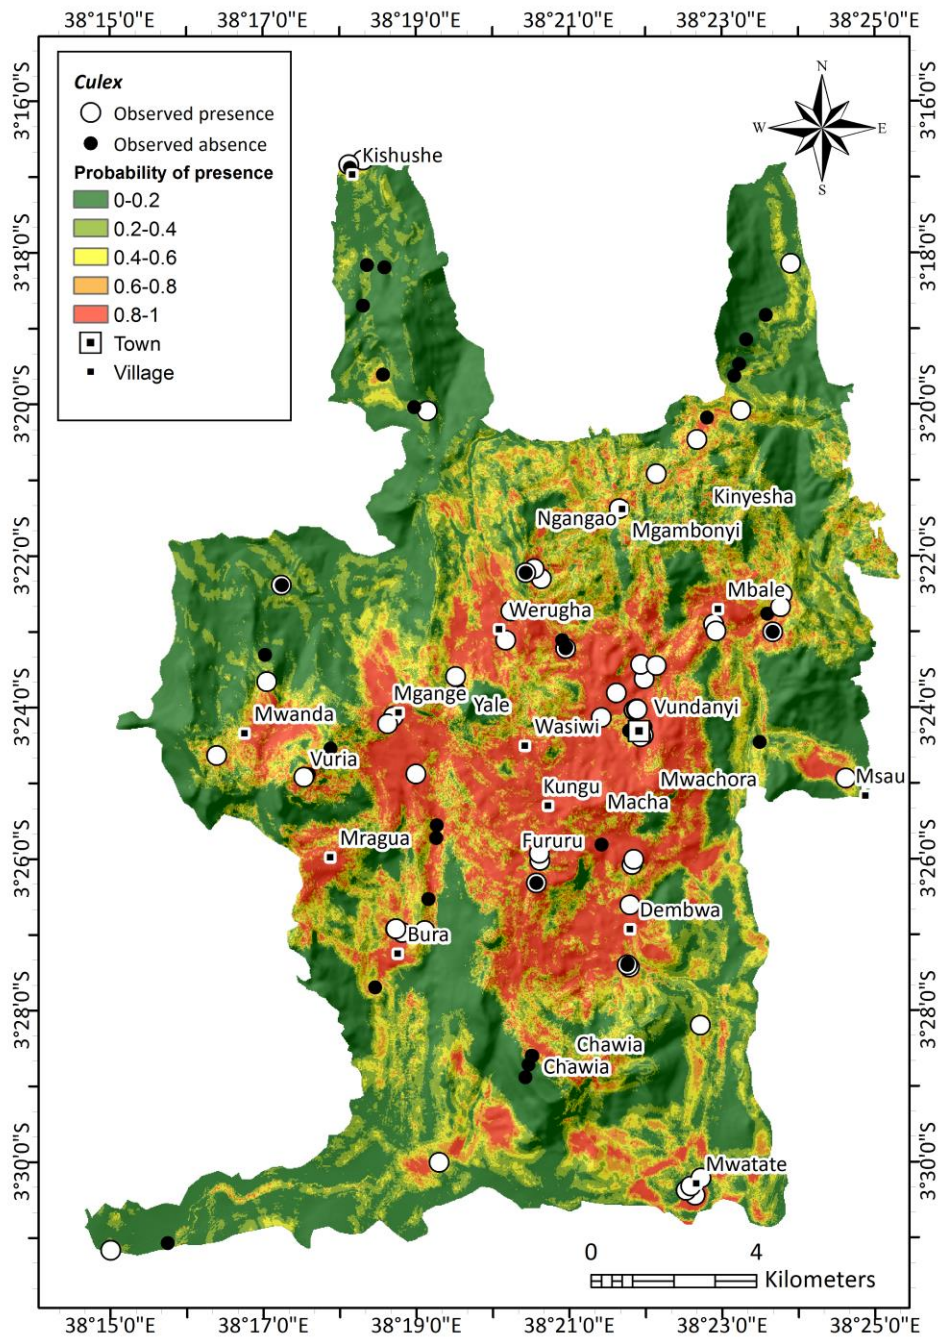 38°15'0"E 38°17'0"E 38°19'0"E 38°21'0"E 38°23'0"E 38°25'0"E
Culex
Observed presence
Observed absence
Probability of presence
0-0.2
0.2-0.4
0.4-0.6
0.6-0.8
0.8-1
Town
Village
N
W E
S
3°16'0"S 3°16'0"S
Kishushe
3°18'0"S 3°18'0"S
3°20'0"S 3°20'0"S
Kinyesha
Ngangao
Mgambonyi
3°22'0"S 3°22'0"S
Mbale
Werugha
Mgange
Yale
3°24'0"S 3°24'0"S
Mwanda
Vundanyi
Wasiwi
Vuria
Mwachora
Msau
Kungu
Macha
Mragua
Fururu
3°26'0"S 3°26'0"S
Dembwa
Bura
3°28'0"S 3°28'0"S
Chawia
Chawia
3°30'0"S 3°30'0"S
Mwatate
0 4
Kilometers
38°15'0"E 38°17'0"E 38°19'0"E 38°21'0"E 38°23'0"E 38°25'0"E